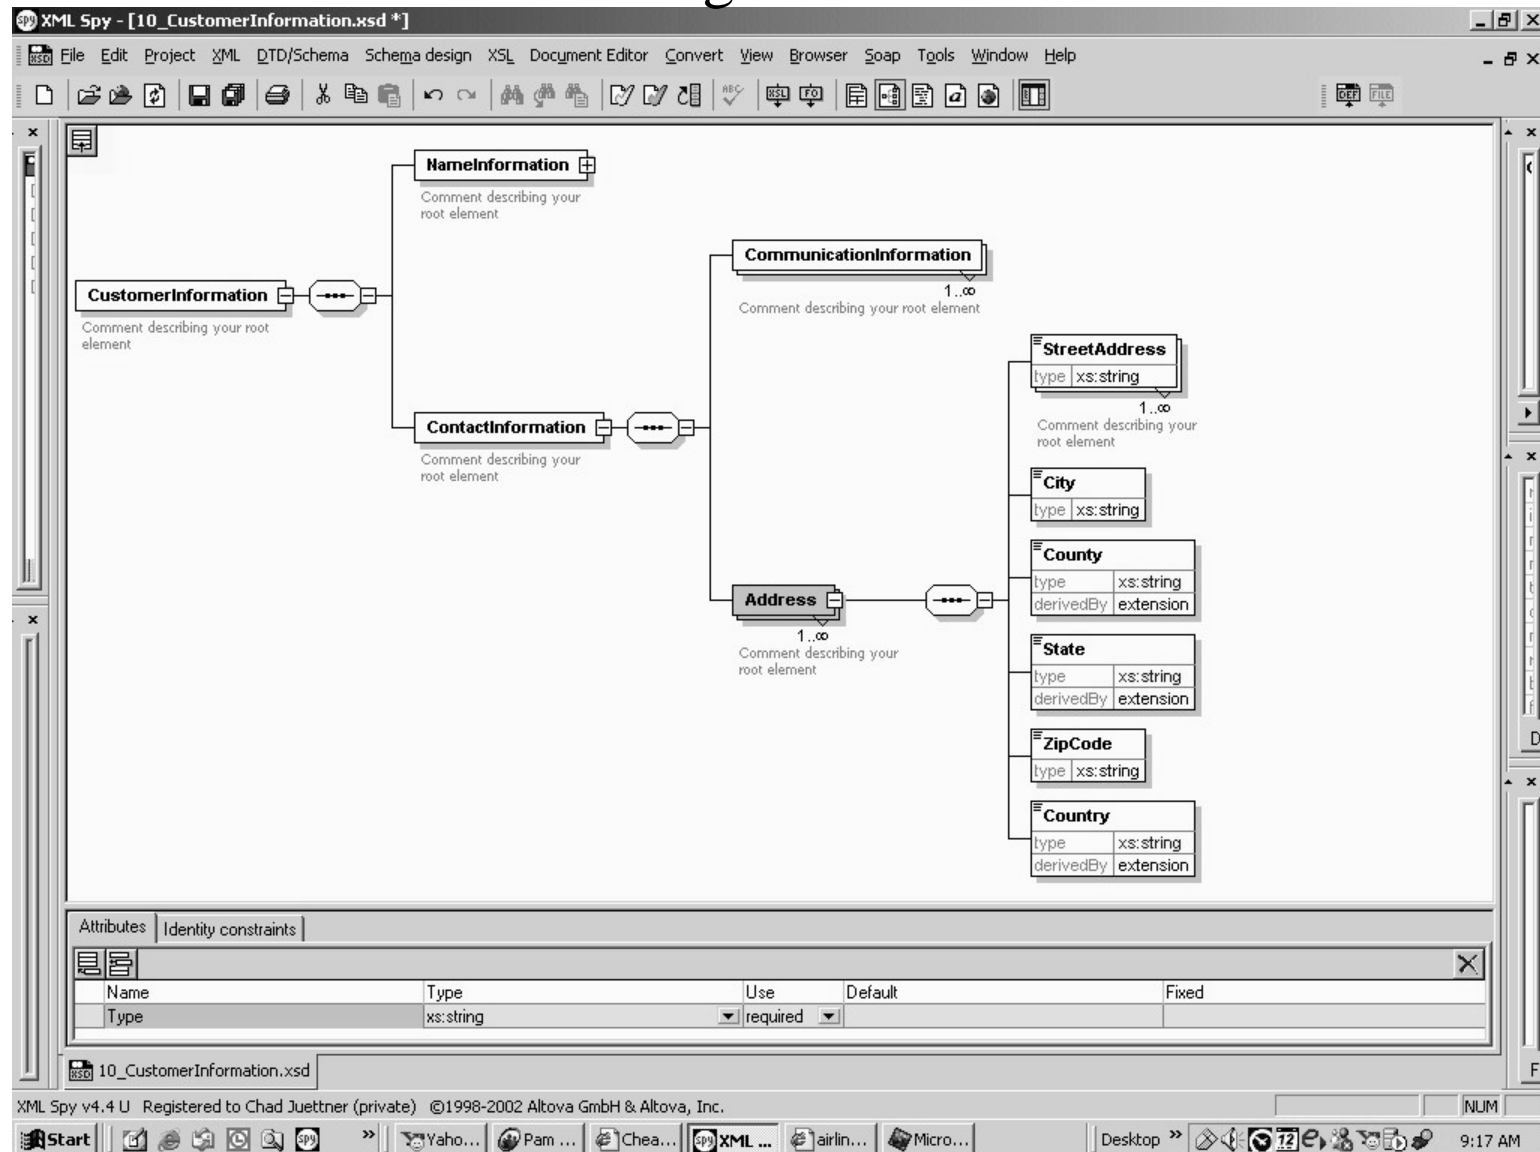 XML Spy - [10_CustomerInformation.xsd *]
File Edit Project XML DTD/Schema Schema design XSL Document Editor Convert View Browser Soap Tools Window Help
NameInformation
Comment describing your
root element
CommunicationInformation
1..∞
Comment describing your root element
CustomerInformation
Comment describing your root
element
StreetAddress
type xs:string
1..∞
Comment describing your
root element
ContactInformation
Comment describing your
root element
City
type xs:string
County
type xs:string
derivedBy extension
Address
1..∞
Comment describing your
root element
State
type xs:string
derivedBy extension
ZipCode
type xs:string
Country
type xs:string
derivedBy extension
Attributes Identity constraints
Name Type Use Default Fixed
Type xs:string required
10_CustomerInformation.xsd
XML Spy v4.4 U Registered to Chad Juettner (private) ©1998-2002 Altova GmbH & Altova, Inc. NUM
Start Yaho... Pam ... Chea... XML ... airlin... Micro... Desktop » 9:17 AM